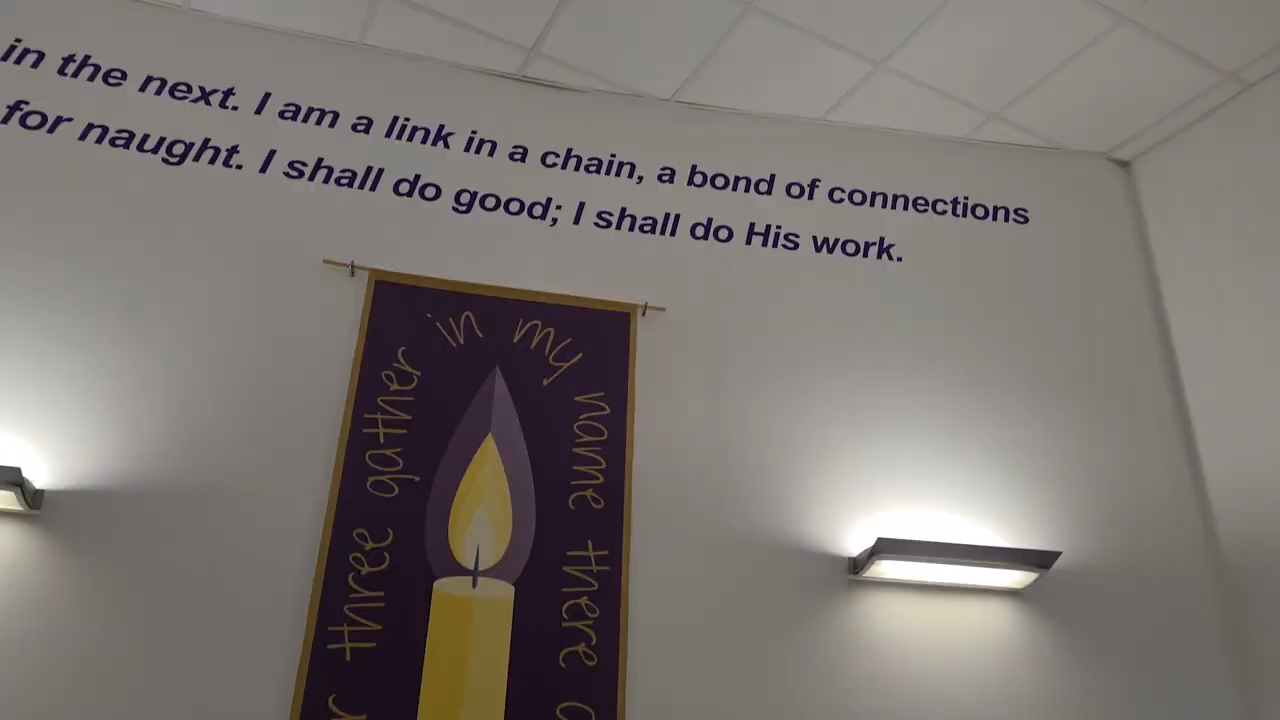 in the next. I am a link in a chain, a bond of connections
for naught. I shall do good; I shall do His work.
three gather in my name there